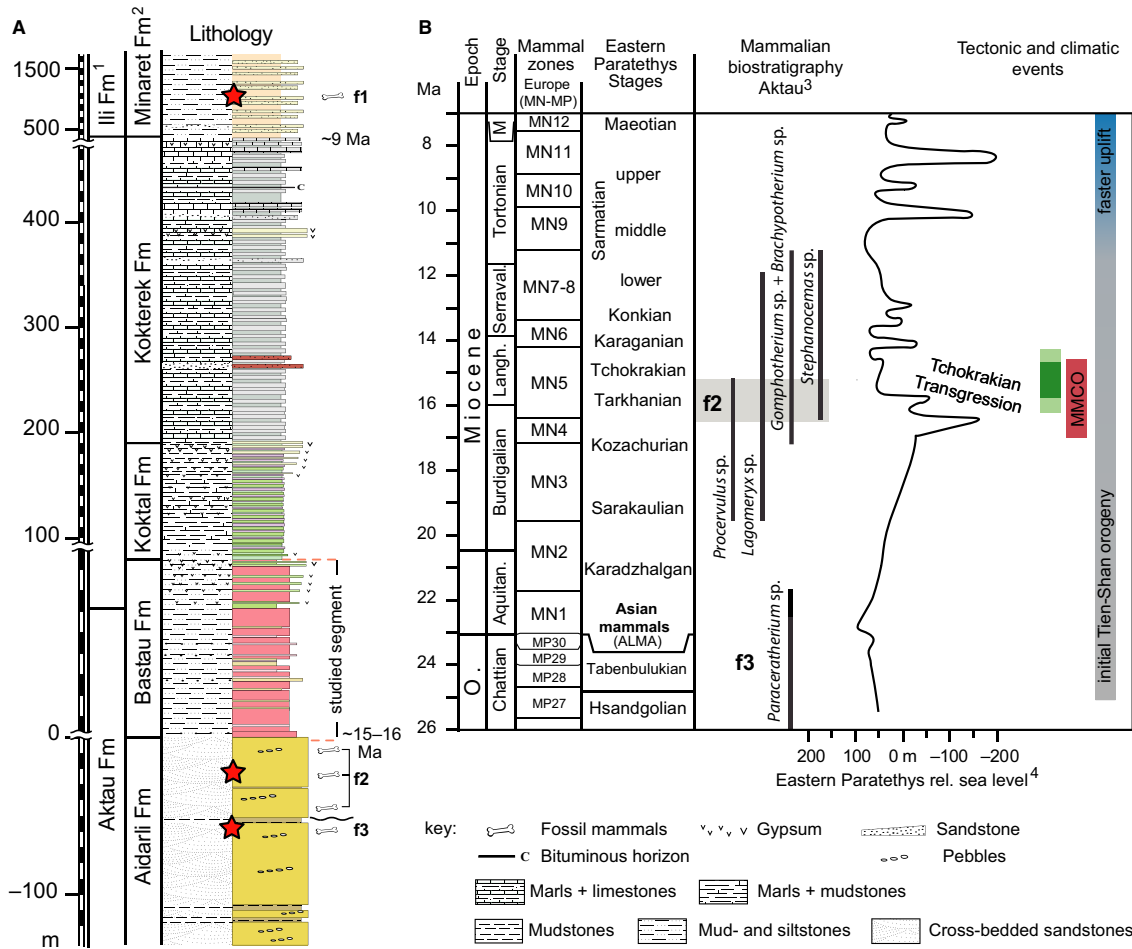 A
Ili Fm1
Minaret Fm2
Lithology
1500
500
400
300
200
100
0
–100
m
Aktau Fm
Kokterek Fm
Koktal Fm
Bastau Fm
Aidarli Fm
f1
~9 Ma
C
studied segment
~15–16
Ma
f2
f3
B
Ma
Epoch
Stage
Mammal
zones
Europe
(MN-MP)
Eastern
Paratethys
Stages
Mammalian
biostratigraphy
Aktau3
Tectonic and climatic
events
8
10
12
14
16
18
20
22
24
26
Miocene
O.
M
Tortonian
Serraval.
Langh.
Burdigalian
Aquitan.
Chattian
MN12
MN11
MN10
MN9
MN7-8
MN6
MN5
MN4
MN3
MN2
MN1
MP30
MP29
MP28
MP27
Maeotian
upper
Sarmatian
middle
lower
Konkian
Karaganian
Tchokrakian
Tarkhanian
Kozachurian
Sarakaulian
Karadzhalgan
Asian
mammals
(ALMA)
Tabenbulukian
Hsandgolian
f2
f3
Procervulus sp.
Lagomeryx sp.
Gomphotherium sp. + Brachypotherium sp.
Stephanocemas sp.
Paraceratherium sp.
Tchokrakian
Transgression
MMCO
faster uplift
initial Tien-Shan orogeny
200 100 0 m −100 −200
Eastern Paratethys rel. sea level4
key:
Fossil mammals
Gypsum
Sandstone
C Bituminous horizon
Pebbles
Marls + limestones
Marls + mudstones
Mudstones
Mud- and siltstones
Cross-bedded sandstones